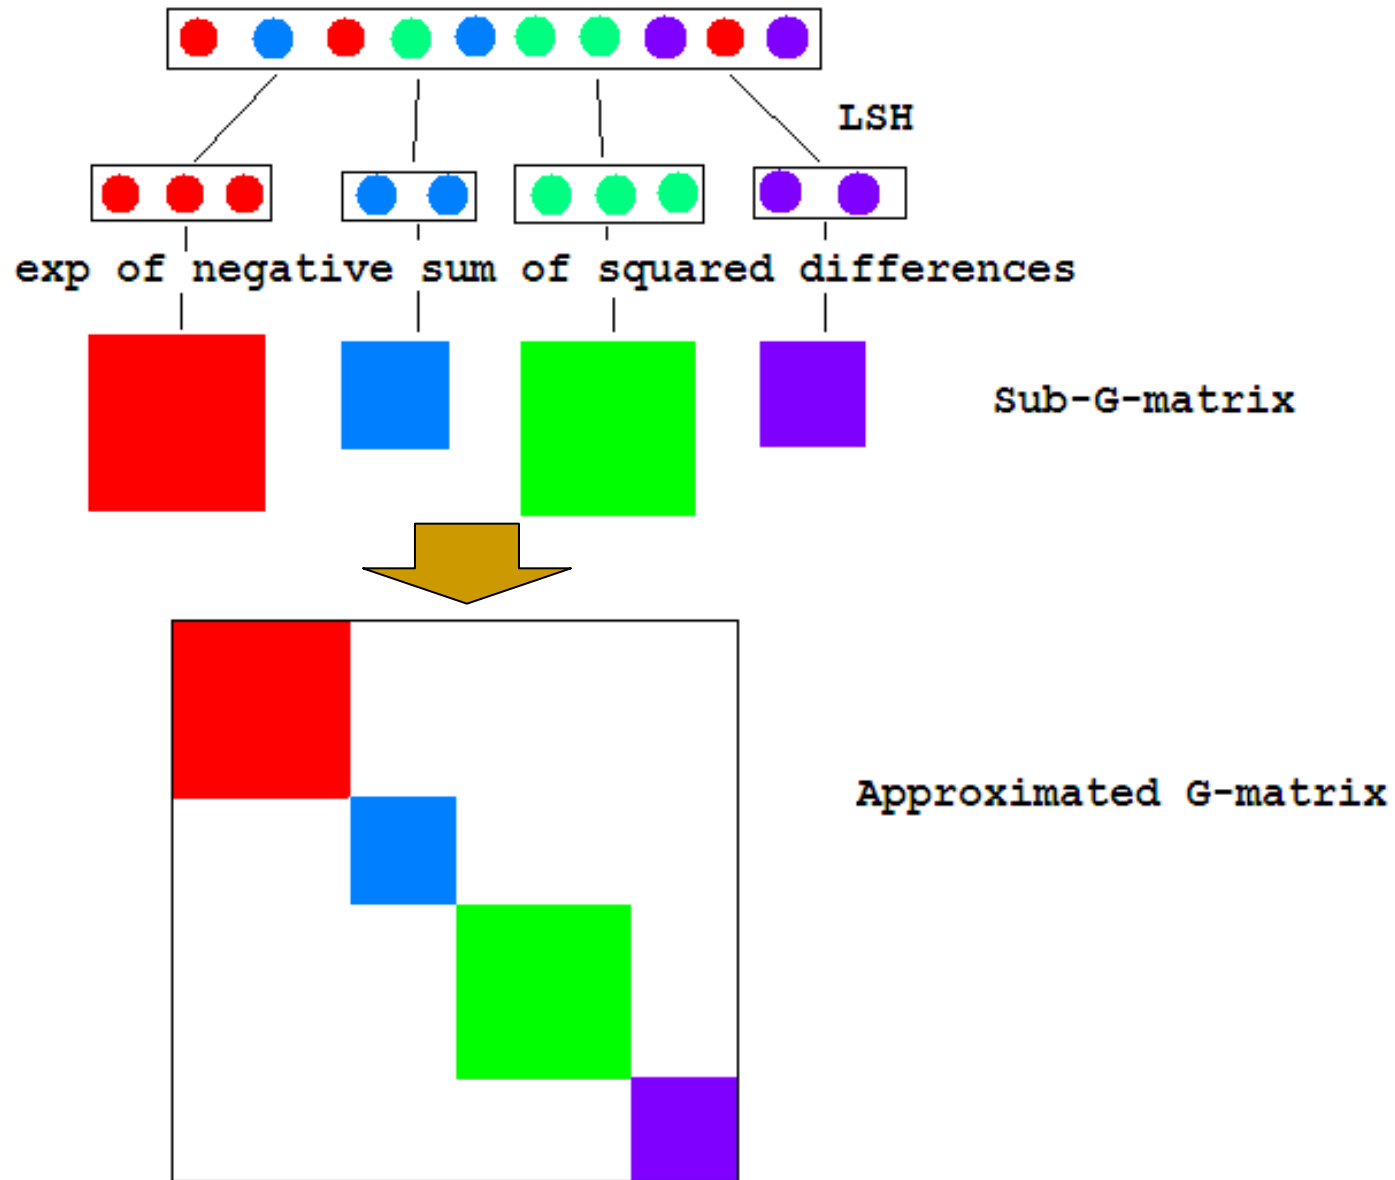 LSH
exp of negative sum of squared differences
Sub-G-matrix
Approximated G-matrix